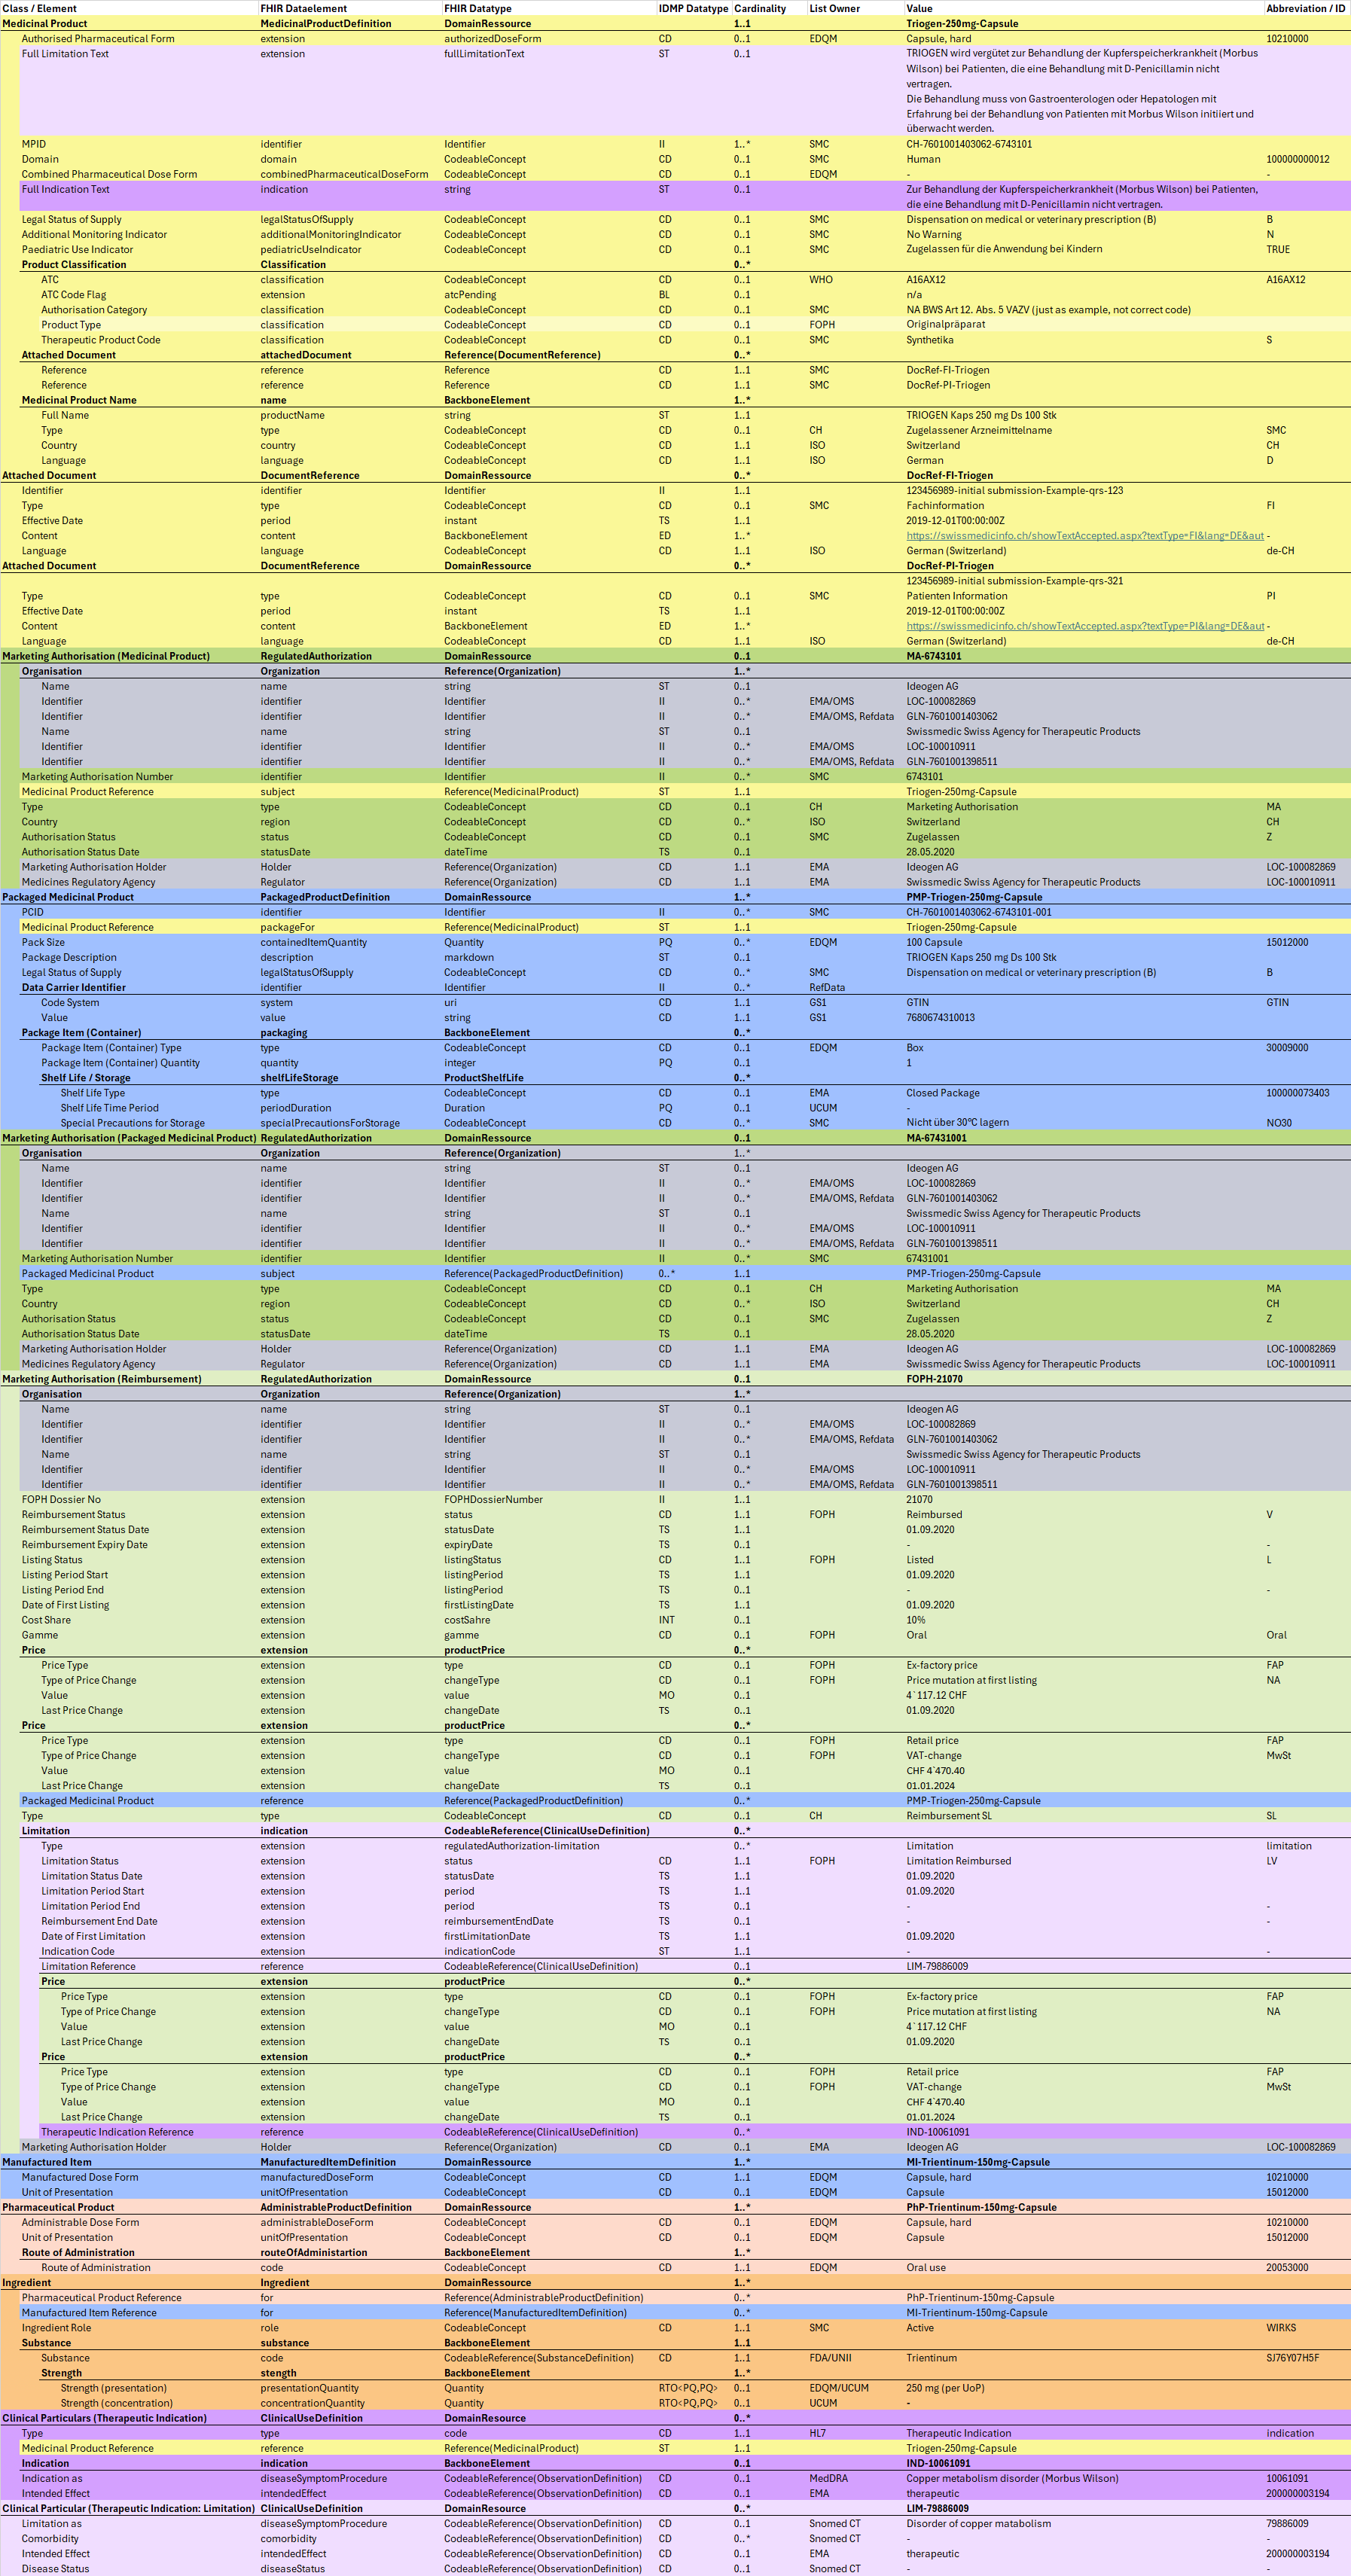 Class / Element FHIR Dataelement FHIR Datatype IDMP Datatype Cardinality List Owner Value Abbreviation / ID
Medicinal Product MedicinalProductDefinition DomainRessource 1..1 Triogen-250mg-Capsule
Authorised Pharmaceutical Form extension authorizedDoseForm CD 0..1 EDQM Capsule, hard 10210000
Full Limitation Text extension fullLimitationText ST 0..1 TRIOGEN wird vergütet zur Behandlung der Kupferspeicherkrankheit (Morbus
Wilson) bei Patienten, die eine Behandlung mit D-Penicillamin nicht
vertragen.
Die Behandlung muss von Gastroenterologen oder Hepatologen mit
Erfahrung bei der Behandlung von Patienten mit Morbus Wilson initiiert und
überwacht werden.
MPID identifier Identifier II 1..* SMC CH-7601001403062-6743101
Domain domain CodeableConcept CD 0..1 SMC Human 100000000012
Combined Pharmaceutical Dose Form combinedPharmaceuticalDoseForm CodeableConcept CD 0..1 EDQM - -
Full Indication Text indication string ST 0..1 Zur Behandlung der Kupferspeicherkrankheit (Morbus Wilson) bei Patienten,
die eine Behandlung mit D-Penicillamin nicht vertragen.
Legal Status of Supply legalStatusOfSupply CodeableConcept CD 0..1 SMC Dispensation on medical or veterinary prescription (B) B
Additional Monitoring Indicator additionalMonitoringIndicator CodeableConcept CD 0..1 SMC No Warning N
Paediatric Use Indicator pediatricUseIndicator CodeableConcept CD 0..1 SMC Zugelassen für die Anwendung bei Kindern TRUE
Product Classification Classification 0..*
ATC classification CodeableConcept CD 0..1 WHO A16AX12 A16AX12
ATC Code Flag extension atcPending BL 0..1 n/a
Authorisation Category classification CodeableConcept CD 0..1 SMC NA BWS Art 12. Abs. 5 VAZV (just as example, not correct code)
Product Type classification CodeableConcept CD 0..1 FOPH Originalpräparat
Therapeutic Product Code classification CodeableConcept CD 0..1 SMC Synthetika S
Attached Document attachedDocument Reference(DocumentReference) 0..*
Reference reference Reference CD 1..1 SMC DocRef-FI-Triogen
Reference reference Reference CD 1..1 SMC DocRef-PI-Triogen
Medicinal Product Name name BackboneElement 1..*
Full Name productName string ST 1..1 TRIOGEN Kaps 250 mg Ds 100 Stk
Type type CodeableConcept CD 0..1 CH Zugelassener Arzneimittelname SMC
Country country CodeableConcept CD 1..1 ISO Switzerland CH
Language language CodeableConcept CD 1..1 ISO German D
Attached Document DocumentReference DomainRessource 0..* DocRef-FI-Triogen
Identifier identifier Identifier II 1..1 123456989-initial submission-Example-qrs-123
Type type CodeableConcept CD 0..1 SMC Fachinformation FI
Effective Date period instant TS 1..1 2019-12-01T00:00:00Z
Content content BackboneElement ED 1..* https://swissmedicinfo.ch/showTextAccepted.aspx?textType=FI&lang=DE&aut -
Language language CodeableConcept CD 1..1 ISO German (Switzerland) de-CH
Attached Document DocumentReference DomainRessource 0..* DocRef-PI-Triogen
123456989-initial submission-Example-qrs-321
Type type CodeableConcept CD 0..1 SMC Patienten Information PI
Effective Date period instant TS 1..1 2019-12-01T00:00:00Z
Content content BackboneElement ED 1..* https://swissmedicinfo.ch/showTextAccepted.aspx?textType=PI&lang=DE&aut -
Language language CodeableConcept CD 1..1 ISO German (Switzerland) de-CH
Marketing Authorisation (Medicinal Product) RegulatedAuthorization DomainRessource 0..1 MA-6743101
Organisation Organization Reference(Organization) 1..*
Name name string ST 0..1 Ideogen AG
Identifier identifier Identifier II 0..* EMA/OMS LOC-100082869
Identifier identifier Identifier II 0..* EMA/OMS, Refdata GLN-7601001403062
Name name string ST 0..1 Swissmedic Swiss Agency for Therapeutic Products
Identifier identifier Identifier II 0..* EMA/OMS LOC-100010911
Identifier identifier Identifier II 0..* EMA/OMS, Refdata GLN-7601001398511
Marketing Authorisation Number identifier Identifier II 0..* SMC 6743101
Medicinal Product Reference subject Reference(MedicinalProduct) ST 1..1 Triogen-250mg-Capsule
Type type CodeableConcept CD 0..1 CH Marketing Authorisation MA
Country region CodeableConcept CD 0..* ISO Switzerland CH
Authorisation Status status CodeableConcept CD 0..1 SMC Zugelassen Z
Authorisation Status Date statusDate dateTime TS 0..1 28.05.2020
Marketing Authorisation Holder Holder Reference(Organization) CD 1..1 EMA Ideogen AG LOC-100082869
Medicines Regulatory Agency Regulator Reference(Organization) CD 1..1 EMA Swissmedic Swiss Agency for Therapeutic Products LOC-100010911
Packaged Medicinal Product PackagedProductDefinition DomainRessource 1..* PMP-Triogen-250mg-Capsule
PCID identifier Identifier II 0..* SMC CH-7601001403062-6743101-001
Medicinal Product Reference packageFor Reference(MedicinalProduct) ST 1..1 Triogen-250mg-Capsule
Pack Size containedItemQuantity Quantity PQ 0..* EDQM 100 Capsule 15012000
Package Description description markdown ST 0..1 TRIOGEN Kaps 250 mg Ds 100 Stk
Legal Status of Supply legalStatusOfSupply CodeableConcept CD 0..* SMC Dispensation on medical or veterinary prescription (B) B
Data Carrier Identifier identifier Identifier II 0..* RefData
Code System system uri CD 1..1 GS1 GTIN GTIN
Value value string CD 1..1 GS1 7680674310013
Package Item (Container) packaging BackboneElement 0..*
Package Item (Container) Type type CodeableConcept CD 0..1 EDQM Box 30009000
Package Item (Container) Quantity quantity integer PQ 0..1 1
Shelf Life / Storage shelfLifeStorage ProductShelfLife 0..*
Shelf Life Type type CodeableConcept CD 0..1 EMA Closed Package 100000073403
Shelf Life Time Period periodDuration Duration PQ 0..1 UCUM -
Special Precautions for Storage specialPrecautionsForStorage CodeableConcept CD 0..* SMC Nicht über 30°C lagern NO30
Marketing Authorisation (Packaged Medicinal Product) RegulatedAuthorization DomainRessource 0..1 MA-67431001
Organisation Organization Reference(Organization) 1..*
Name name string ST 0..1 Ideogen AG
Identifier identifier Identifier II 0..* EMA/OMS LOC-100082869
Identifier identifier Identifier II 0..* EMA/OMS, Refdata GLN-7601001403062
Name name string ST 0..1 Swissmedic Swiss Agency for Therapeutic Products
Identifier identifier Identifier II 0..* EMA/OMS LOC-100010911
Identifier identifier Identifier II 0..* EMA/OMS, Refdata GLN-7601001398511
Marketing Authorisation Number identifier Identifier II 0..* SMC 67431001
Packaged Medicinal Product subject Reference(PackagedProductDefinition) 0..* 1..1 PMP-Triogen-250mg-Capsule
Type type CodeableConcept CD 0..1 CH Marketing Authorisation MA
Country region CodeableConcept CD 0..* ISO Switzerland CH
Authorisation Status status CodeableConcept CD 0..1 SMC Zugelassen Z
Authorisation Status Date statusDate dateTime TS 0..1 28.05.2020
Marketing Authorisation Holder Holder Reference(Organization) CD 1..1 EMA Ideogen AG LOC-100082869
Medicines Regulatory Agency Regulator Reference(Organization) CD 1..1 EMA Swissmedic Swiss Agency for Therapeutic Products LOC-100010911
Marketing Authorisation (Reimbursement) RegulatedAuthorization DomainRessource 0..1 FOPH-21070
Organisation Organization Reference(Organization) 1..*
Name name string ST 0..1 Ideogen AG
Identifier identifier Identifier II 0..* EMA/OMS LOC-100082869
Identifier identifier Identifier II 0..* EMA/OMS, Refdata GLN-7601001403062
Name name string ST 0..1 Swissmedic Swiss Agency for Therapeutic Products
Identifier identifier Identifier II 0..* EMA/OMS LOC-100010911
Identifier identifier Identifier II 0..* EMA/OMS, Refdata GLN-7601001398511
FOPH Dossier No extension FOPHDossierNumber II 1..1 21070
Reimbursement Status extension status CD 1..1 FOPH Reimbursed V
Reimbursement Status Date extension statusDate TS 1..1 01.09.2020
Reimbursement Expiry Date extension expiryDate TS 0..1 - -
Listing Status extension listingStatus CD 1..1 FOPH Listed L
Listing Period Start extension listingPeriod TS 1..1 01.09.2020
Listing Period End extension listingPeriod TS 0..1 - -
Date of First Listing extension firstListingDate TS 1..1 01.09.2020
Cost Share extension costSahre INT 0..1 10%
Gamme extension gamme CD 0..1 FOPH Oral Oral
Price extension productPrice 0..*
Price Type extension type CD 0..1 FOPH Ex-factory price FAP
Type of Price Change extension changeType CD 0..1 FOPH Price mutation at first listing NA
Value extension value MO 0..1 4`117.12 CHF
Last Price Change extension changeDate TS 0..1 01.09.2020
Price extension productPrice 0..*
Price Type extension type CD 0..1 FOPH Retail price FAP
Type of Price Change extension changeType CD 0..1 FOPH VAT-change MwSt
Value extension value MO 0..1 CHF 4`470.40
Last Price Change extension changeDate TS 0..1 01.01.2024
Packaged Medicinal Product reference Reference(PackagedProductDefinition) 0..* PMP-Triogen-250mg-Capsule
Type type CodeableConcept CD 0..1 CH Reimbursement SL SL
Limitation indication CodeableReference(ClinicalUseDefinition) 0..*
Type extension regulatedAuthorization-limitation 0..* Limitation limitation
Limitation Status extension status CD 1..1 FOPH Limitation Reimbursed LV
Limitation Status Date extension statusDate TS 1..1 01.09.2020
Limitation Period Start extension period TS 1..1 01.09.2020
Limitation Period End extension period TS 0..1 - -
Reimbursement End Date extension reimbursementEndDate TS 0..1 - -
Date of First Limitation extension firstLimitationDate TS 1..1 01.09.2020
Indication Code extension indicationCode ST 1..1 - -
Limitation Reference reference CodeableReference(ClinicalUseDefinition) 0..1 LIM-79886009
Price extension productPrice 0..*
Price Type extension type CD 0..1 FOPH Ex-factory price FAP
Type of Price Change extension changeType CD 0..1 FOPH Price mutation at first listing NA
Value extension value MO 0..1 4`117.12 CHF
Last Price Change extension changeDate TS 0..1 01.09.2020
Price extension productPrice 0..*
Price Type extension type CD 0..1 FOPH Retail price FAP
Type of Price Change extension changeType CD 0..1 FOPH VAT-change MwSt
Value extension value MO 0..1 CHF 4`470.40
Last Price Change extension changeDate TS 0..1 01.01.2024
Therapeutic Indication Reference reference CodeableReference(ClinicalUseDefinition) 0..* IND-10061091
Marketing Authorisation Holder Holder Reference(Organization) CD 0..1 EMA Ideogen AG LOC-100082869
Manufactured Item ManufacturedItemDefinition DomainRessource 1..* MI-Trientinum-150mg-Capsule
Manufactured Dose Form manufacturedDoseForm CodeableConcept CD 1..1 EDQM Capsule, hard 10210000
Unit of Presentation unitOfPresentation CodeableConcept CD 0..1 EDQM Capsule 15012000
Pharmaceutical Product AdministrableProductDefinition DomainRessource 1..* PhP-Trientinum-150mg-Capsule
Administrable Dose Form administrableDoseForm CodeableConcept CD 0..1 EDQM Capsule, hard 10210000
Unit of Presentation unitOfPresentation CodeableConcept CD 0..1 EDQM Capsule 15012000
Route of Administration routeOfAdministartion BackboneElement 1..*
Route of Administration code CodeableConcept CD 1..1 EDQM Oral use 20053000
Ingredient Ingredient DomainRessource 1..*
Pharmaceutical Product Reference for Reference(AdministrableProductDefinition) 0..* PhP-Trientinum-150mg-Capsule
Manufactured Item Reference for Reference(ManufacturedItemDefinition) 0..* MI-Trientinum-150mg-Capsule
Ingredient Role role CodeableConcept CD 1..1 SMC Active WIRKS
Substance substance BackboneElement 1..1
Substance code CodeableReference(SubstanceDefinition) CD 1..1 FDA/UNII Trientinum SJ76Y07H5F
Strength stength BackboneElement 1..*
Strength (presentation) presentationQuantity Quantity RTO<PQ,PQ> 0..1 EDQM/UCUM 250 mg (per UoP)
Strength (concentration) concentrationQuantity Quantity RTO<PQ,PQ> 0..1 UCUM -
Clinical Particulars (Therapeutic Indication) ClinicalUseDefinition DomainResource 0..*
Type type code CD 1..1 HL7 Therapeutic Indication indication
Medicinal Product Reference reference Reference(MedicinalProduct) ST 1..1 Triogen-250mg-Capsule
Indication indication BackboneElement 0..1 IND-10061091
Indication as diseaseSymptomProcedure CodeableReference(ObservationDefinition) CD 0..1 MedDRA Copper metabolism disorder (Morbus Wilson) 10061091
Intended Effect intendedEffect CodeableReference(ObservationDefinition) CD 0..1 EMA therapeutic 200000003194
Clinical Particular (Therapeutic Indication: Limitation) ClinicalUseDefinition DomainResource 0..* LIM-79886009
Limitation as diseaseSymptomProcedure CodeableReference(ObservationDefinition) CD 0..1 Snomed CT Disorder of copper matabolism 79886009
Comorbidity comorbidity CodeableReference(ObservationDefinition) CD 0..* Snomed CT - -
Intended Effect intendedEffect CodeableReference(ObservationDefinition) CD 0..1 EMA therapeutic 200000003194
Disease Status diseaseStatus CodeableReference(ObservationDefinition) CD 0..1 Snomed CT - -